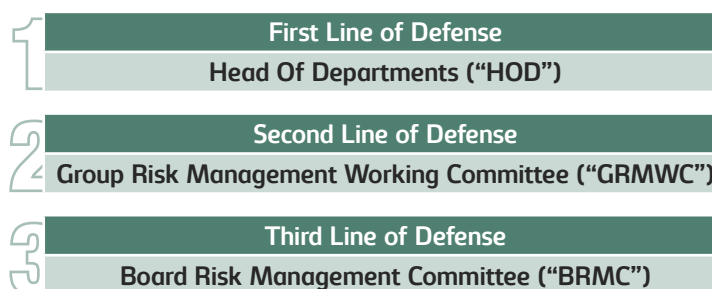 1
First Line of Defense
Head Of Departments (“HOD”)
2
Second Line of Defense
Group Risk Management Working Committee (“GRMWC”)
3
Third Line of Defense
Board Risk Management Committee (“BRMC”)